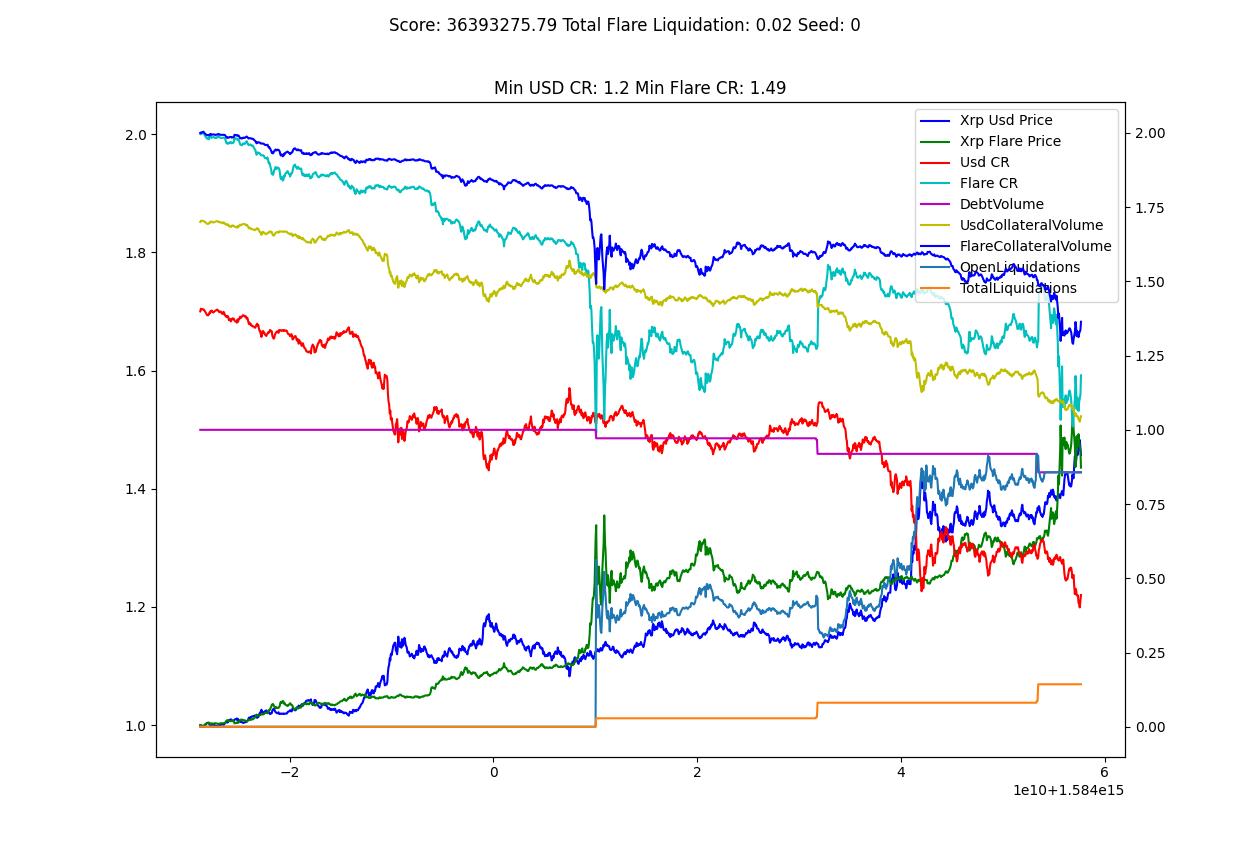 Score: 36393275.79 Total Flare Liquidation: 0.02 Seed: 0
Min USD CR: 1.2 Min Flare CR: 1.49
Xrp Usd Price
Xrp Flare Price
Usd CR
Flare CR
DebtVolume
UsdCollateralVolume
FlareCollateralVolume
OpenLiquidations
TotalLiquidations
2.0
1.8
1.6
1.4
1.2
1.0
2.00
1.75
1.50
1.25
1.00
0.75
0.50
0.25
0.00
−2
0
2
4
6
1e10+1.584e15